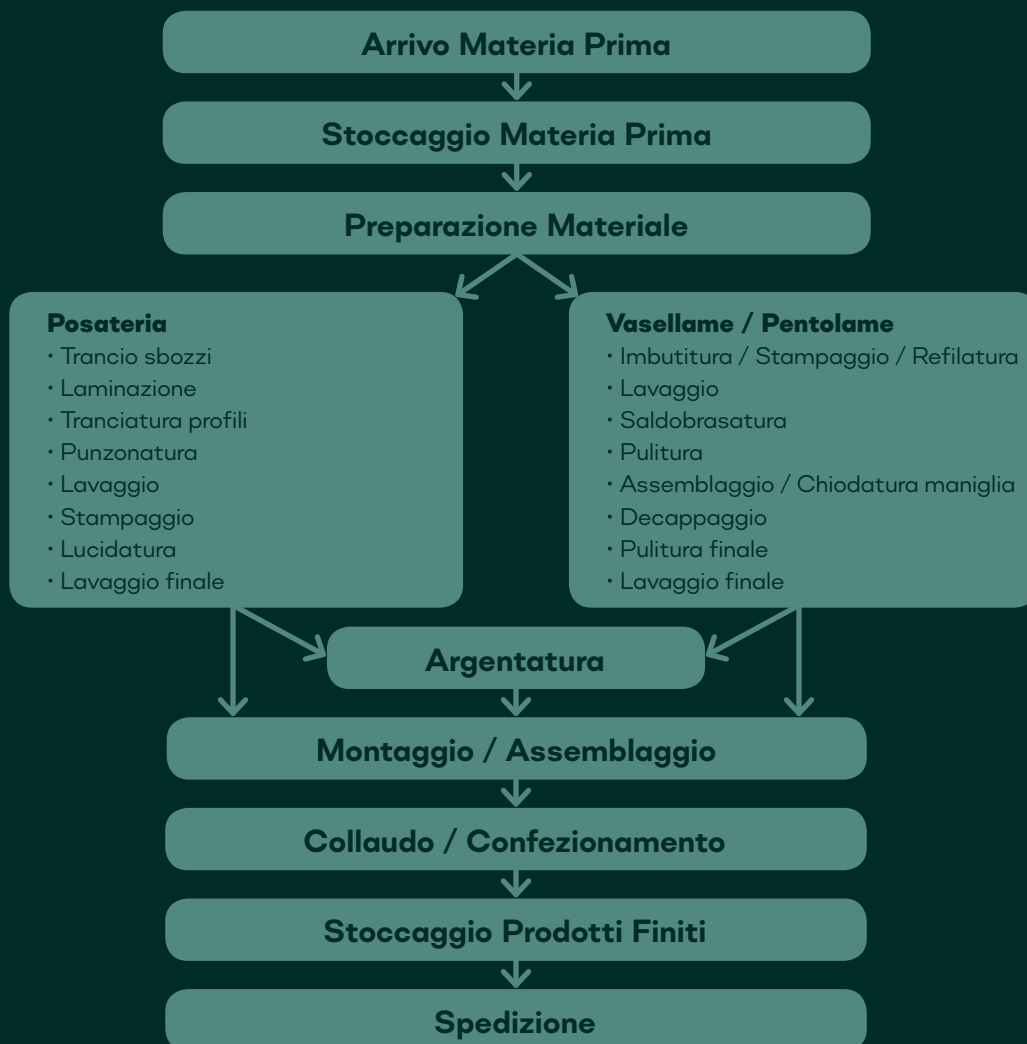 Arrivo Materia Prima
Stoccaggio Materia Prima
Preparazione Materiale
Posateria
· Trancio sbozzi
· Laminazione
· Tranciatura profili
· Punzonatura
· Lavaggio
· Stampaggio
· Lucidatura
· Lavaggio finale
Vasellame / Pentolame
· Imbutitura / Stampaggio / Refilatura
· Lavaggio
· Saldobrasatura
· Pulitura
· Assemblaggio / Chiodatura maniglia
· Decappaggio
· Pulitura finale
· Lavaggio finale
Argentatura
Montaggio / Assemblaggio
Collaudo / Confezionamento
Stoccaggio Prodotti Finiti
Spedizione